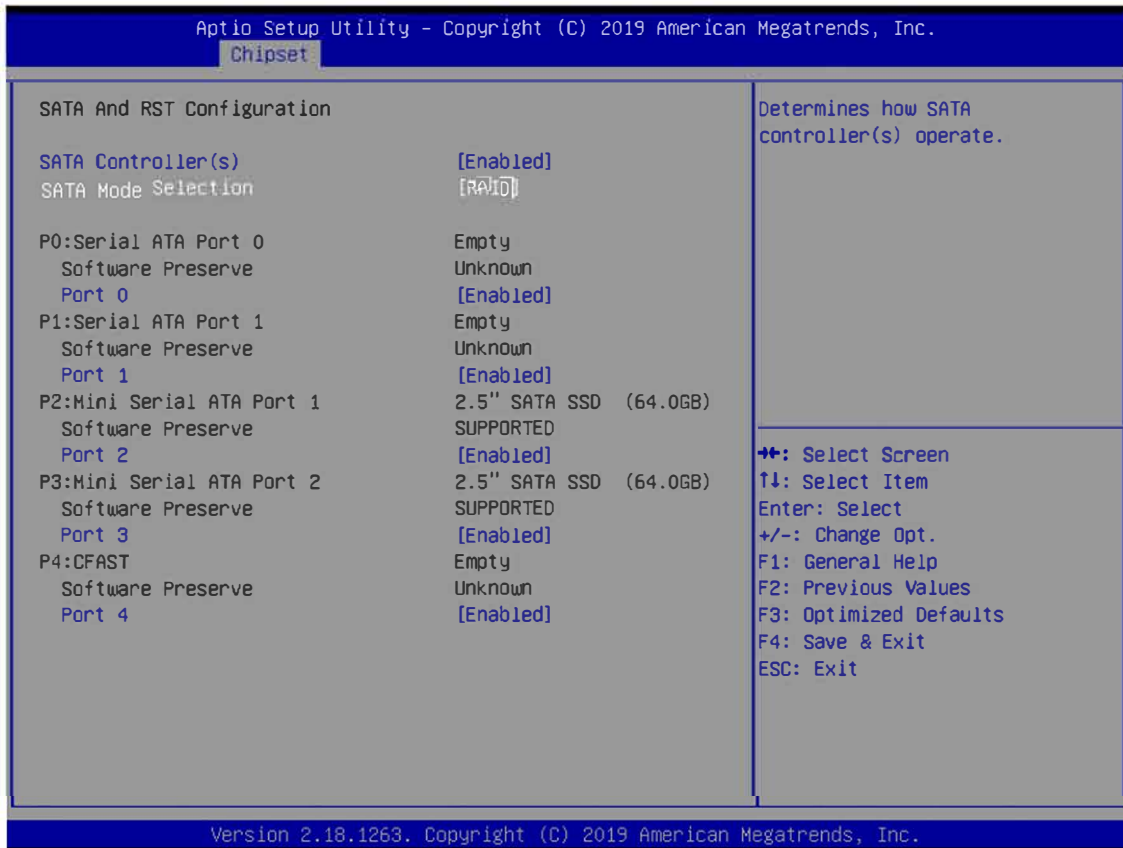 Aptio Setup Utility – Copyright (C) 2019 American Megatrends, Inc.
Chipset
SATA And RST Configuration
SATA Controller(s) [Enabled]
SATA Mode Selection [RAID]
P0:Serial ATA Port 0 Empty
Software Preserve Unknown
Port 0 [Enabled]
P1:Serial ATA Port 1 Empty
Software Preserve Unknown
Port 1 [Enabled]
P2:Mini Serial ATA Port 1 2.5" SATA SSD (64.0GB)
Software Preserve SUPPORTED
Port 2 [Enabled]
P3:Mini Serial ATA Port 2 2.5" SATA SSD (64.0GB)
Software Preserve SUPPORTED
Port 3 [Enabled]
P4:CFAST Empty
Software Preserve Unknown
Port 4 [Enabled]
Determines how SATA
controller(s) operate.
→←: Select Screen
↑↓: Select Item
Enter: Select
+/-: Change Opt.
F1: General Help
F2: Previous Values
F3: Optimized Defaults
F4: Save & Exit
ESC: Exit
Version 2.18.1263. Copyright (C) 2019 American Megatrends, Inc.